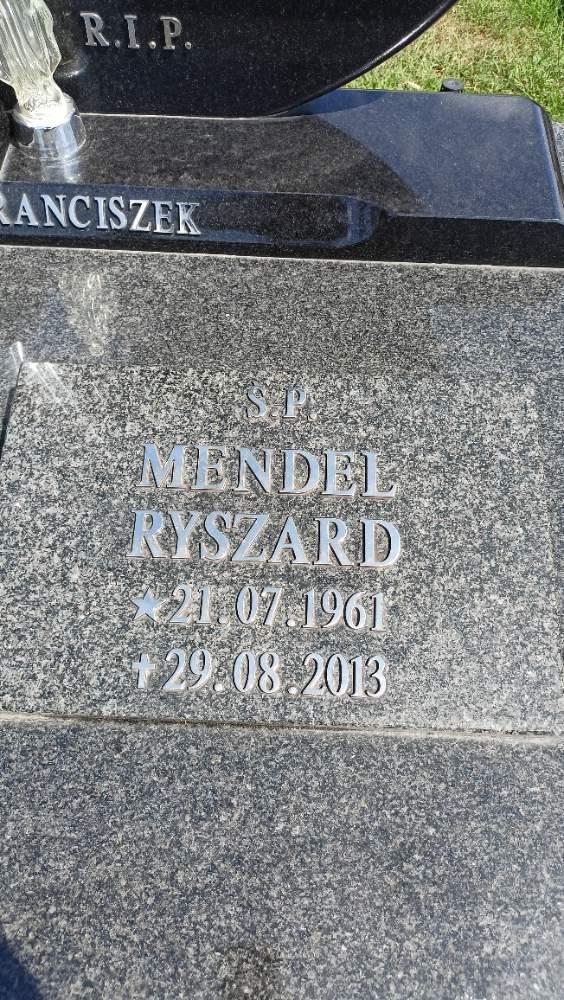 R.I.P.
RANCISZEK
S.P.
MENDEL
RYSZARD
★21.07.1961
✝29.08.2013